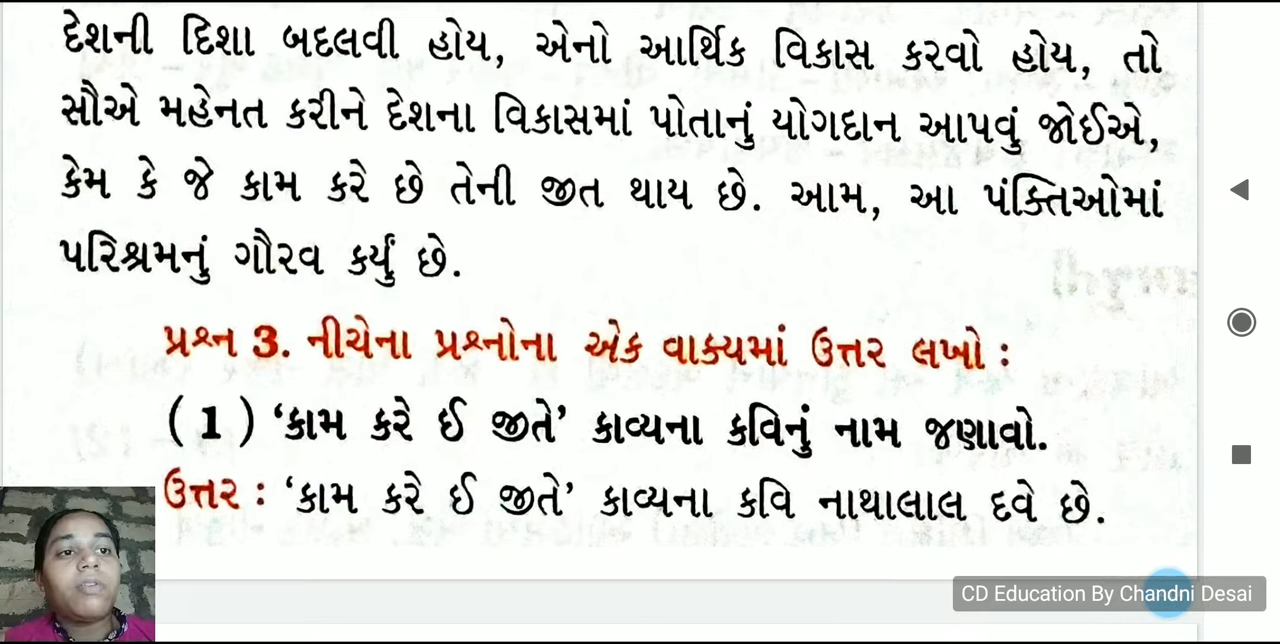 દેશની દિશા બદલવી હોય, એનો આર્થિક વિકાસ કરવો હોય, તો
સૌએ મહેનત કરીને દેશના વિકાસમાં પોતાનું યોગદાન આપવું જોઈએ,
કેમ કે જે કામ કરે છે તેની જીત થાય છે. આમ, આ પંક્તિઓમાં
પરિશ્રમનું ગૌરવ કર્યું છે.
પ્રશ્ન 3. નીચેના પ્રશ્નોના એક વાક્યમાં ઉત્તર લખો :
(1) ‘કામ કરે ઈ જીતે’ કાવ્યના કવિનું નામ જણાવો.
ઉત્તર : ‘કામ કરે ઈ જીતે’ કાવ્યના કવિ નાથાલાલ દવે છે.
CD Education By Chandni Desai